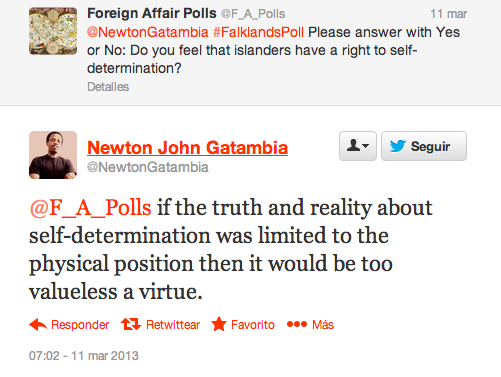 Foreign Affair Polls @F_A_Polls 11 mar
@NewtonGatambia #FalklandsPoll Please answer with Yes
or No: Do you feel that islanders have a right to self-
determination?
Detalles
Newton John Gatambia
@NewtonGatambia
Seguir
@F_A_Polls if the truth and reality about
self-determination was limited to the
physical position then it would be too
valueless a virtue.
Responder Retwittear Favorito Más
07:02 - 11 mar 2013